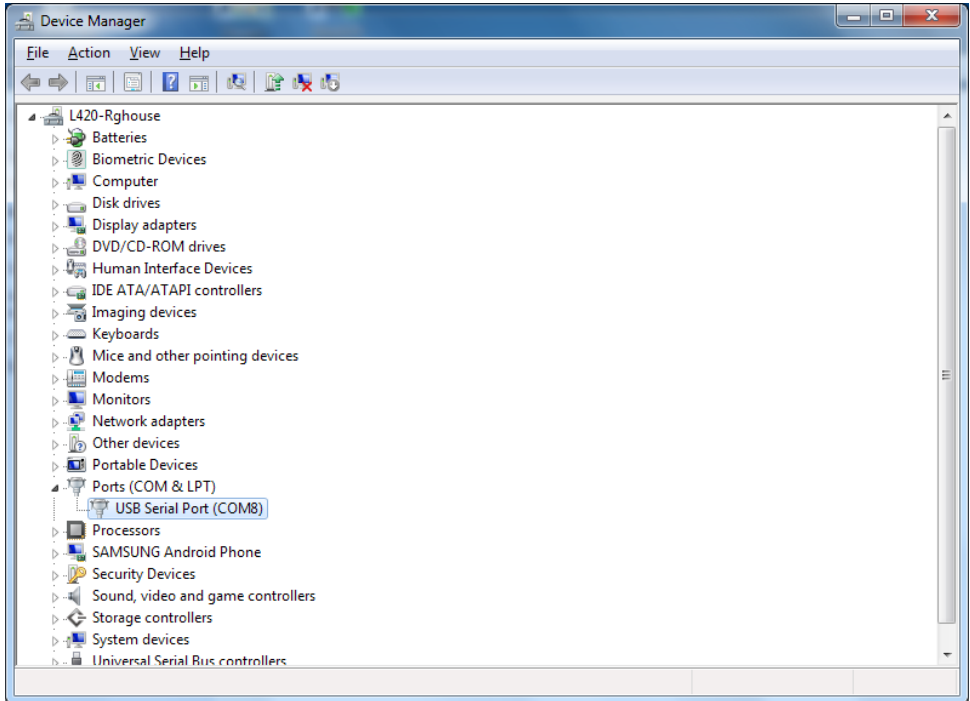 Device Manager
File Action View Help
L420-Rghouse
Batteries
Biometric Devices
Computer
Disk drives
Display adapters
DVD/CD-ROM drives
Human Interface Devices
IDE ATA/ATAPI controllers
Imaging devices
Keyboards
Mice and other pointing devices
Modems
Monitors
Network adapters
Other devices
Portable Devices
Ports (COM & LPT)
USB Serial Port (COM8)
Processors
SAMSUNG Android Phone
Security Devices
Sound, video and game controllers
Storage controllers
System devices
Universal Serial Bus controllers